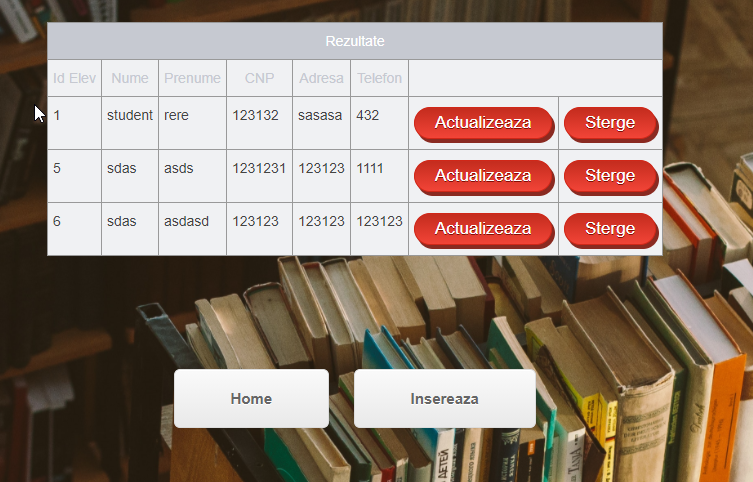 Rezultate
Id Elev Nume Prenume CNP Adresa Telefon
1 student rere 123132 sasasa 432 Actualizeaza Sterge
5 sdas asds 1231231 123123 1111 Actualizeaza Sterge
6 sdas asdasd 123123 123123 123123 Actualizeaza Sterge
Home Insereaza